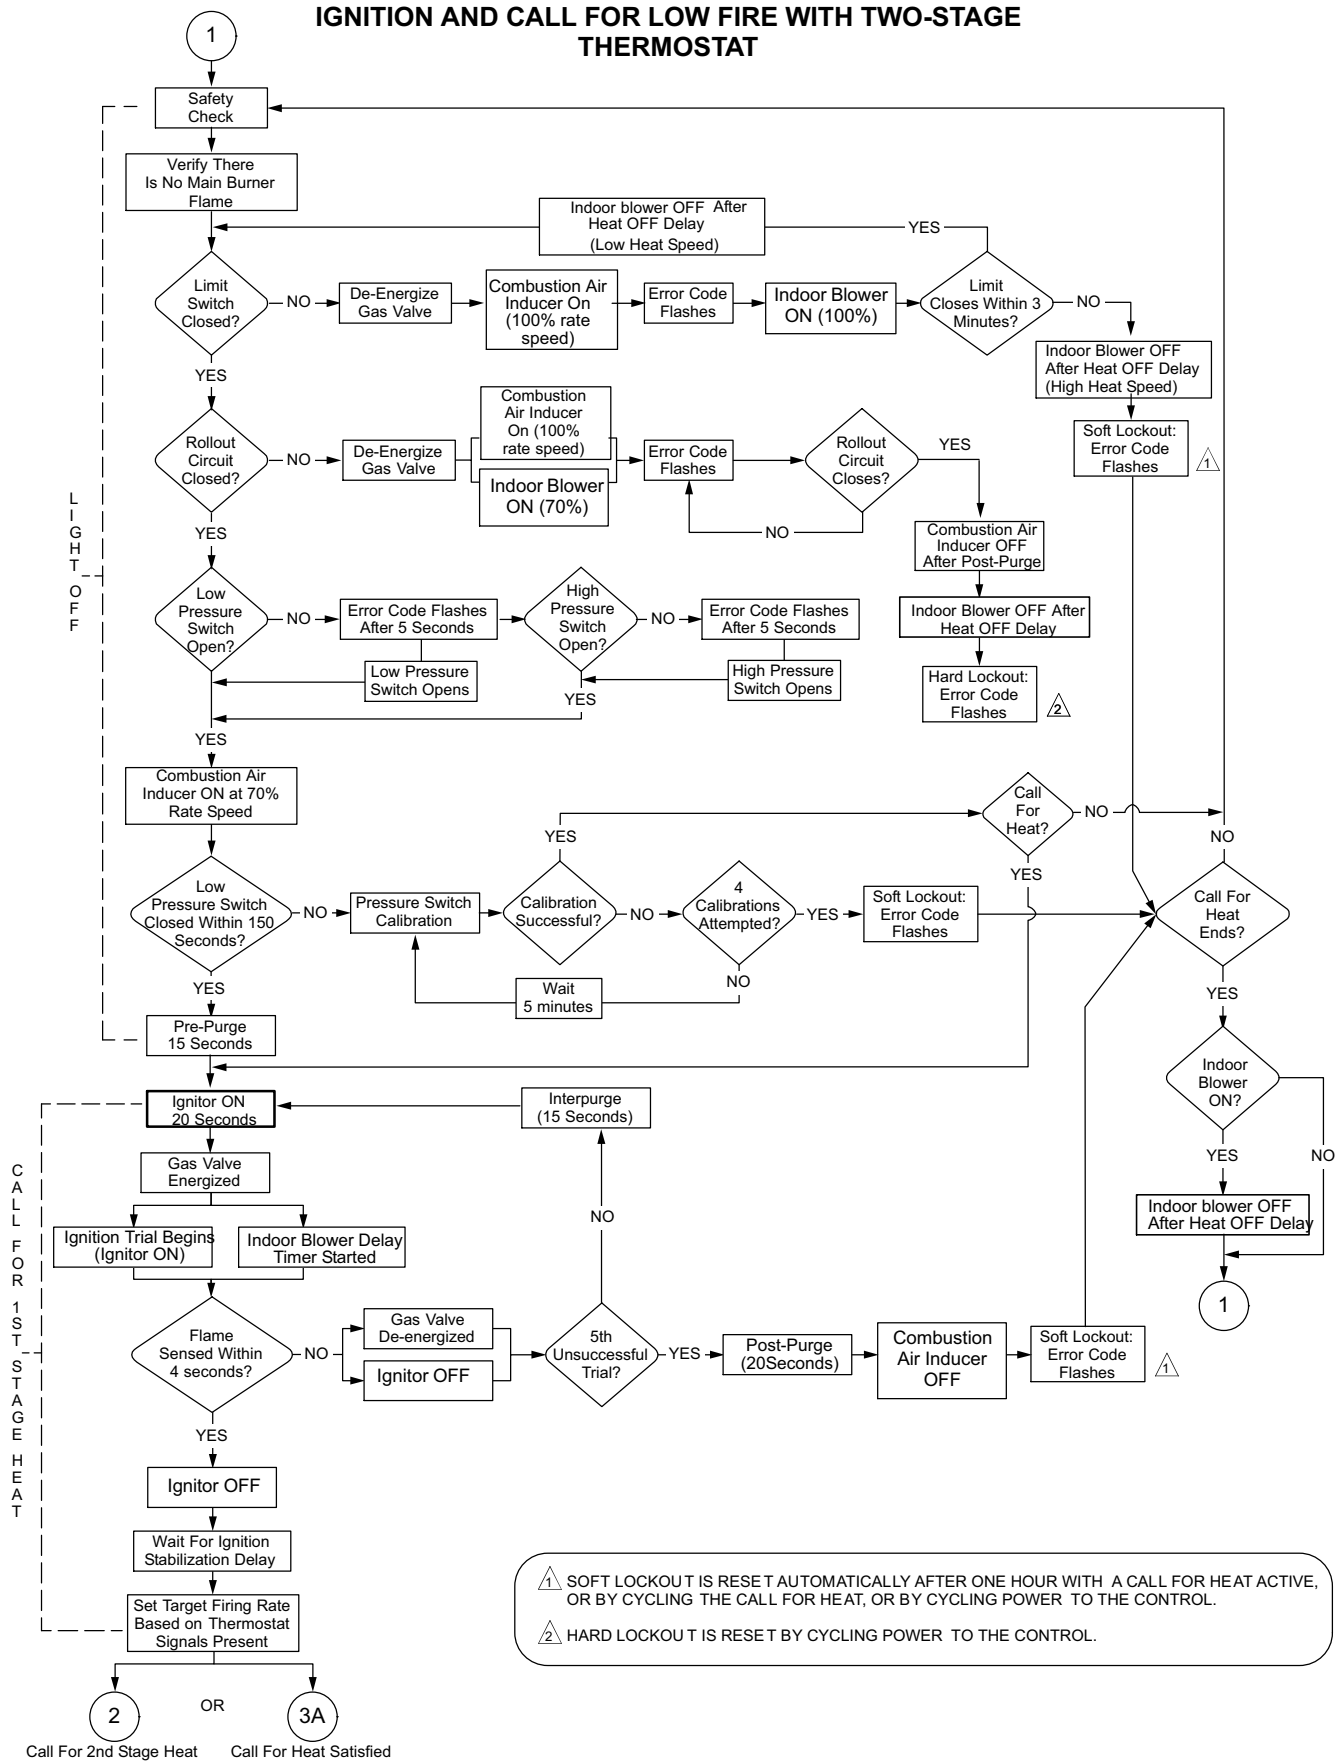 IGNITION AND CALL FOR LOW FIRE WITH TWO-STAGE
THERMOSTAT
1
Safety
Check
Verify There
Is No Main Burner
Flame
Indoor blower OFF After
Heat OFF Delay
(Low Heat Speed)
YES
Limit
Switch
Closed?
NO
De-Energize
Gas Valve
Combustion Air
Inducer On
(100% rate
speed)
Error Code
Flashes
Indoor Blower
ON (100%)
Limit
Closes Within 3
Minutes?
NO
Indoor Blower OFF
After Heat OFF Delay
(High Heat Speed)
Soft Lockout:
Error Code
Flashes
1
YES
Rollout
Circuit
Closed?
NO
De-Energize
Gas Valve
Combustion
Air Inducer
On (100%
rate speed)
Indoor Blower
ON (70%)
Error Code
Flashes
Rollout
Circuit
Closes?
YES
NO
Combustion Air
Inducer OFF
After Post-Purge
Indoor Blower OFF After
Heat OFF Delay
Hard Lockout:
Error Code
Flashes
2
LIGHT OFF
YES
Low
Pressure
Switch
Open?
NO
Error Code Flashes
After 5 Seconds
Low Pressure
Switch Opens
High
Pressure
Switch
Open?
NO
Error Code Flashes
After 5 Seconds
High Pressure
Switch Opens
YES
YES
Combustion Air
Inducer ON at 70%
Rate Speed
Low
Pressure Switch
Closed Within 150
Seconds?
NO
Pressure Switch
Calibration
Calibration
Successful?
YES
NO
4
Calibrations
Attempted?
YES
NO
Wait
5 minutes
Soft Lockout:
Error Code
Flashes
Call
For
Heat?
NO
YES
NO
Call For
Heat
Ends?
YES
Indoor
Blower
ON?
YES
NO
Indoor blower OFF
After Heat OFF Delay
1
YES
Pre-Purge
15 Seconds
CALL FOR 1ST STAGE HEAT
Ignitor ON
20 Seconds
Interpurge
(15 Seconds)
Gas Valve
Energized
Ignition Trial Begins
(Ignitor ON)
Indoor Blower Delay
Timer Started
Flame
Sensed Within
4 seconds?
NO
Gas Valve
De-energized
Ignitor OFF
NO
5th
Unsuccessful
Trial?
YES
Post-Purge
(20Seconds)
Combustion
Air Inducer
OFF
Soft Lockout:
Error Code
Flashes
1
YES
Ignitor OFF
Wait For Ignition
Stabilization Delay
Set Target Firing Rate
Based on Thermostat
Signals Present
2
OR
3A
Call For 2nd Stage Heat
Call For Heat Satisfied
1 SOFT LOCKOUT IS RESET AUTOMATICALLY AFTER ONE HOUR WITH A CALL FOR HEAT ACTIVE,
OR BY CYCLING THE CALL FOR HEAT, OR BY CYCLING POWER TO THE CONTROL.
2 HARD LOCKOUT IS RESET BY CYCLING POWER TO THE CONTROL.